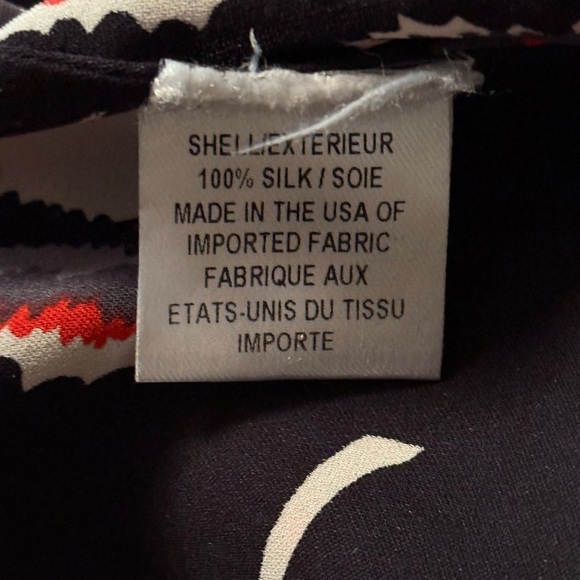 SHELL/EXTERIEUR
100% SILK / SOIE
MADE IN THE USA OF
IMPORTED FABRIC
FABRIQUE AUX
ETATS-UNIS DU TISSU
IMPORTE